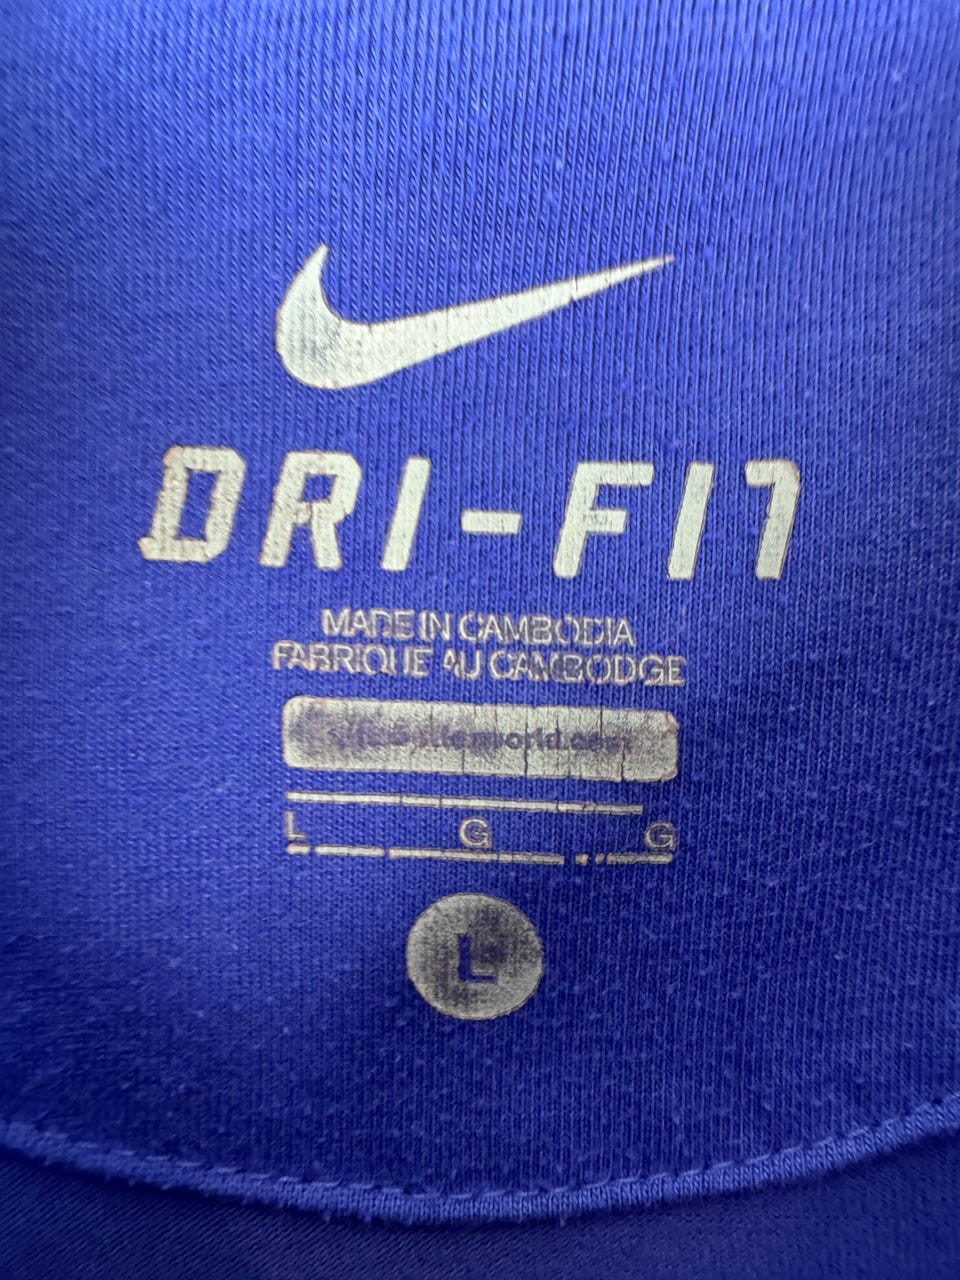 DRI-FIT
MADE IN CAMBODIA
FABRIQUE AU CAMBODGE
L G G
L